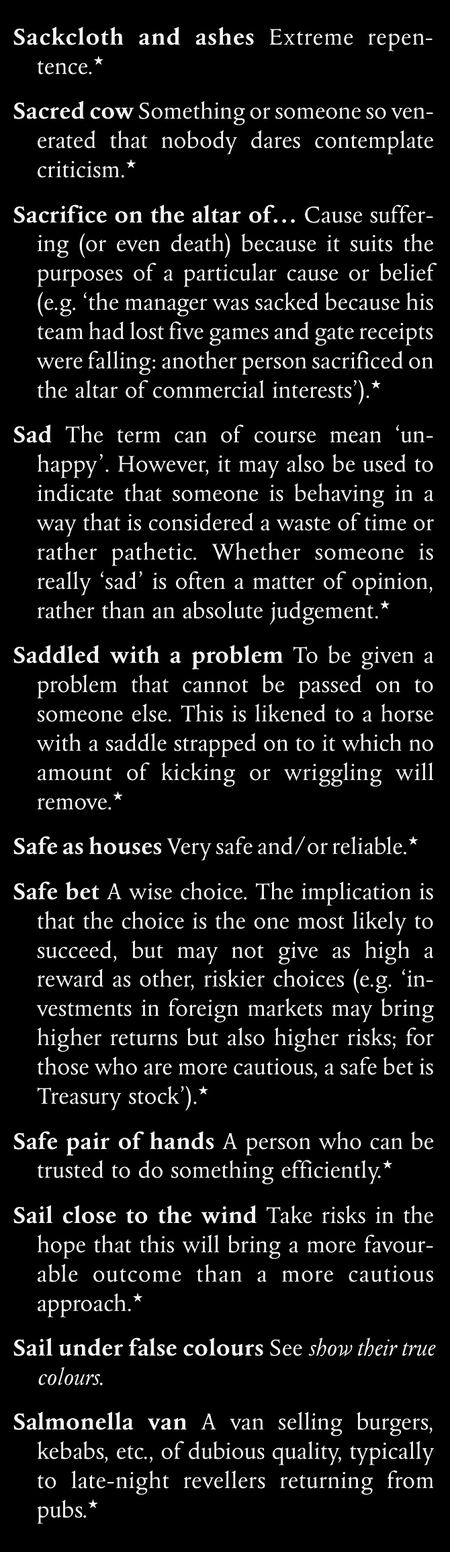 Sackcloth and ashes Extreme repen-
tence.★
Sacred cow Something or someone so ven-
erated that nobody dares contemplate
criticism.★
Sacrifice on the altar of… Cause suffer-
ing (or even death) because it suits the
purposes of a particular cause or belief
(e.g. ‘the manager was sacked because his
team had lost five games and gate receipts
were falling: another person sacrificed on
the altar of commercial interests’).★
Sad The term can of course mean ‘un-
happy’. However, it may also be used to
indicate that someone is behaving in a
way that is considered a waste of time or
rather pathetic. Whether someone is
really ‘sad’ is often a matter of opinion,
rather than an absolute judgement.★
Saddled with a problem To be given a
problem that cannot be passed on to
someone else. This is likened to a horse
with a saddle strapped on to it which no
amount of kicking or wriggling will
remove.★
Safe as houses Very safe and/or reliable.★
Safe bet A wise choice. The implication is
that the choice is the one most likely to
succeed, but may not give as high a
reward as other, riskier choices (e.g. ‘in-
vestments in foreign markets may bring
higher returns but also higher risks; for
those who are more cautious, a safe bet is
Treasury stock’).★
Safe pair of hands A person who can be
trusted to do something efficiently.★
Sail close to the wind Take risks in the
hope that this will bring a more favour-
able outcome than a more cautious
approach.★
Sail under false colours See show their true
colours.
Salmonella van A van selling burgers,
kebabs, etc., of dubious quality, typically
to late-night revellers returning from
pubs.★